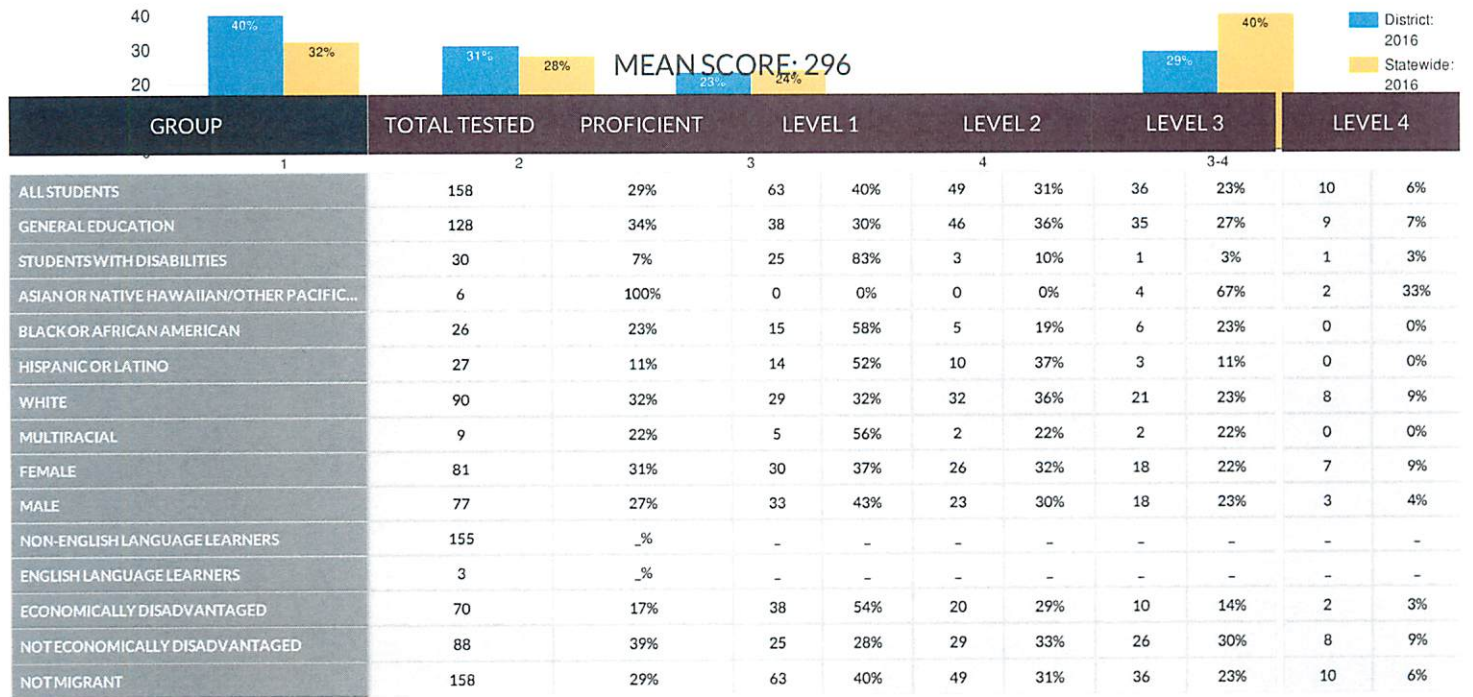 40
40%
40%
District:
2016
30
32%
31%
28%
MEAN SCORE: 296
29%
Statewide:
2016
20
23%
24%
GROUP TOTAL TESTED PROFICIENT LEVEL 1 LEVEL 2 LEVEL 3 LEVEL 4
1 2 3 4 3-4
ALL STUDENTS 158 29% 63 40% 49 31% 36 23% 10 6%
GENERAL EDUCATION 128 34% 38 30% 46 36% 35 27% 9 7%
STUDENTS WITH DISABILITIES 30 7% 25 83% 3 10% 1 3% 1 3%
ASIAN OR NATIVE HAWAIIAN/OTHER PACIFIC... 6 100% 0 0% 0 0% 4 67% 2 33%
BLACK OR AFRICAN AMERICAN 26 23% 15 58% 5 19% 6 23% 0 0%
HISPANIC OR LATINO 27 11% 14 52% 10 37% 3 11% 0 0%
WHITE 90 32% 29 32% 32 36% 21 23% 8 9%
MULTIRACIAL 9 22% 5 56% 2 22% 2 22% 0 0%
FEMALE 81 31% 30 37% 26 32% 18 22% 7 9%
MALE 77 27% 33 43% 23 30% 18 23% 3 4%
NON-ENGLISH LANGUAGE LEARNERS 155 _% - - - - - - - -
ENGLISH LANGUAGE LEARNERS 3 _% - - - - - - - -
ECONOMICALLY DISADVANTAGED 70 17% 38 54% 20 29% 10 14% 2 3%
NOT ECONOMICALLY DISADVANTAGED 88 39% 25 28% 29 33% 26 30% 8 9%
NOT MIGRANT 158 29% 63 40% 49 31% 36 23% 10 6%